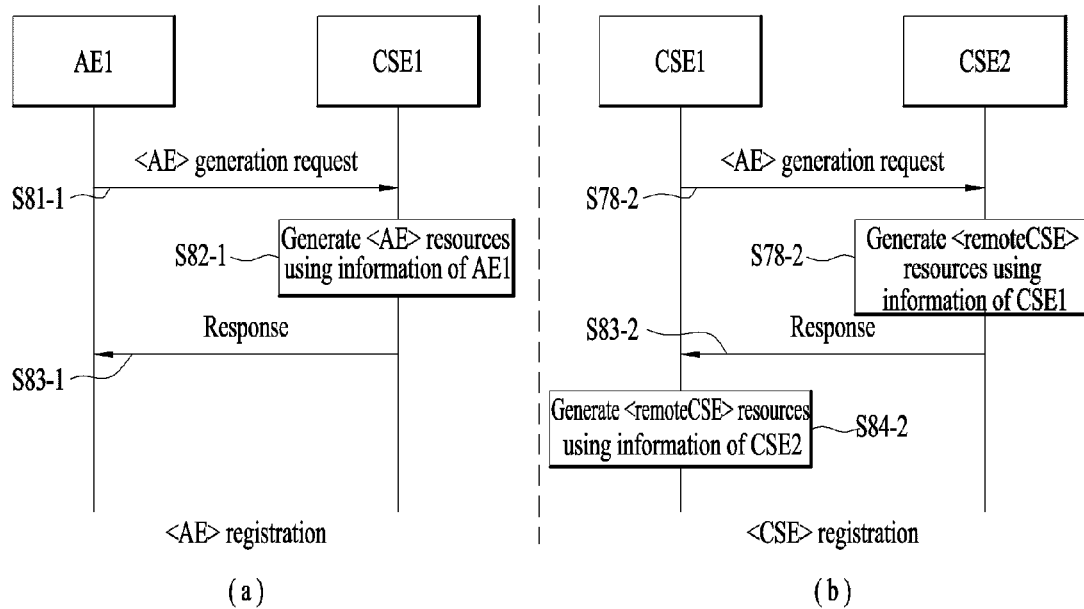 AE1
CSE1
<AE> generation request
S81-1
S82-1
Generate <AE> resources
using information of AE1
Response
S83-1
<AE> registration
(a)
CSE1
CSE2
<AE> generation request
S78-2
S78-2
Generate <remoteCSE>
resources using
information of CSE1
S83-2
Response
Generate <remoteCSE> resources
using information of CSE2
S84-2
<CSE> registration
(b)